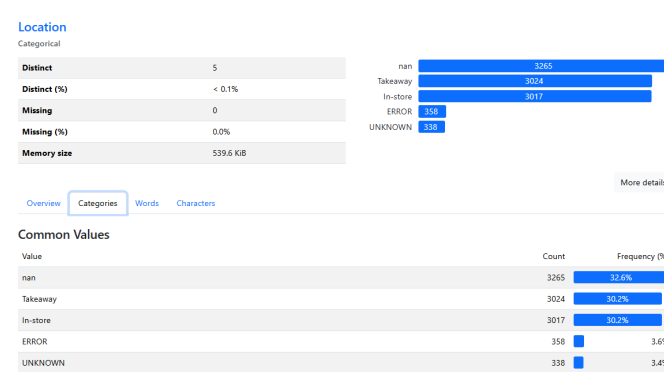 Location
Categorical
Distinct 5
Distinct (%) < 0.1%
Missing 0
Missing (%) 0.0%
Memory size 539.6 KiB
nan 3265
Takeaway 3024
In-store 3017
ERROR 358
UNKNOWN 338
More details
Overview Categories Words Characters
Common Values
Value Count Frequency (%
nan 3265 32.6%
Takeaway 3024 30.2%
In-store 3017 30.2%
ERROR 358 3.6%
UNKNOWN 338 3.4%